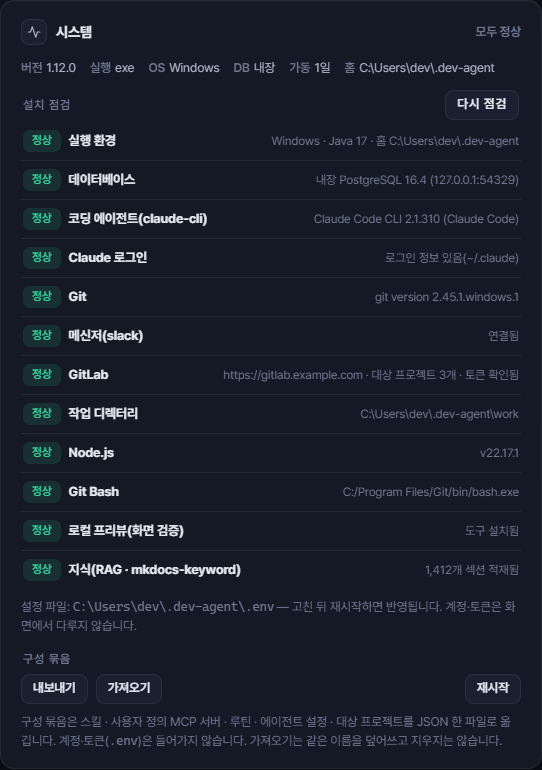 시스템 모두 정상
버전 1.12.0 실행 exe OS Windows DB 내장 가동 1일 홈 C:\Users\dev\.dev-agent
설치 점검 다시 점검
정상 실행 환경 Windows · Java 17 · 홈 C:\Users\dev\.dev-agent
정상 데이터베이스 내장 PostgreSQL 16.4 (127.0.0.1:54329)
정상 코딩 에이전트(claude-cli) Claude Code CLI 2.1.310 (Claude Code)
정상 Claude 로그인 로그인 정보 있음(~/.claude)
정상 Git git version 2.45.1.windows.1
정상 메신저(slack) 연결됨
정상 GitLab https://gitlab.example.com · 대상 프로젝트 3개 · 토큰 확인됨
정상 작업 디렉터리 C:\Users\dev\.dev-agent\work
정상 Node.js v22.17.1
정상 Git Bash C:/Program Files/Git/bin/bash.exe
정상 로컬 프리뷰(화면 검증) 도구 설치됨
정상 지식(RAG · mkdocs-keyword) 1,412개 섹션 적재됨
설정 파일: C:\Users\dev\.dev-agent\.env — 고친 뒤 재시작하면 반영됩니다. 계정·토큰은 화
면에서 다루지 않습니다.
구성 묶음
내보내기 가져오기 재시작
구성 묶음은 스킬 · 사용자 정의 MCP 서버 · 루틴 · 에이전트 설정 · 대상 프로젝트를 JSON 한 파일로 옮
깁니다. 계정·토큰(.env)은 들어가지 않습니다. 가져오기는 같은 이름을 덮어쓰고 지우지는 않습니다.